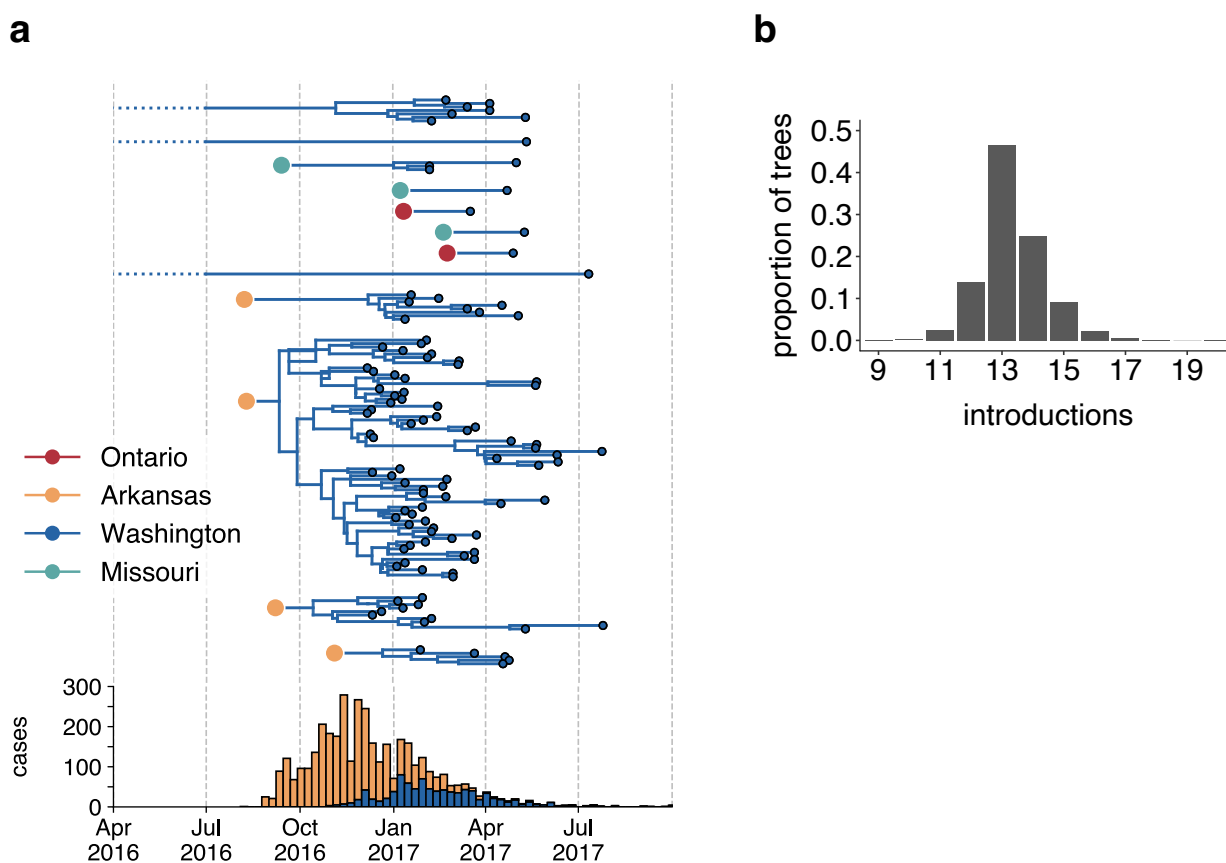 a
b
Ontario
Arkansas
Washington
Missouri
300
200
100
0
cases
Apr 2016
Jul 2016
Oct 2016
Jan 2017
Apr 2017
Jul 2017
proportion of trees
0.5
0.4
0.3
0.2
0.1
0.0
9 11 13 15 17 19
introductions